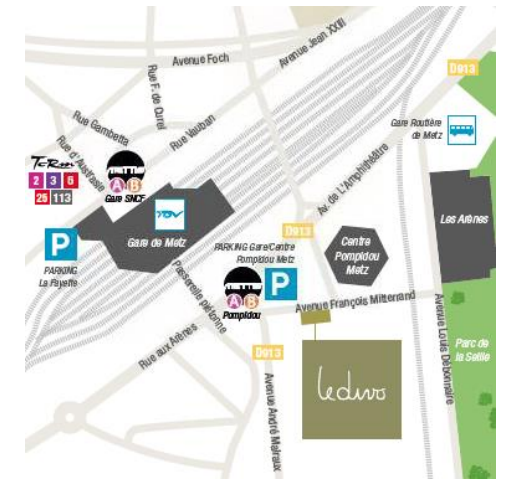 Avenue Foch
Avenue Jean XXIII
Rue F. de Curel
D913
Rue Gambetta
Rue Vauban
Gare Routière
de Metz
Rue d'Austrasie
TCRM
2 3 5
25 113
A B
Gare SNCF
Av. de L'Amphithéâtre
Les Arènes
P
PARKING
La Fayette
Gare de Metz
D913
PARKING Gare/Centre
Pompidou Metz
P
A B
Pompidou
Centre
Pompidou
Metz
Passerelle piétonne
Avenue François Mitterrand
Rue aux Arènes
D913
Avenue André Malraux
Avenue Louis Débonnaire
Parc de
la Seille